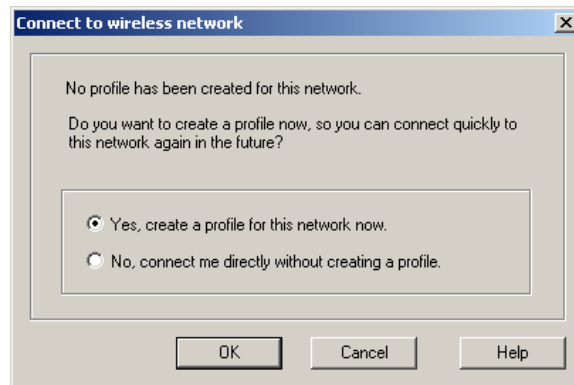 Connect to wireless network
No profile has been created for this network.
Do you want to create a profile now, so you can connect quickly to
this network again in the future?
Yes, create a profile for this network now.
No, connect me directly without creating a profile.
OK Cancel Help